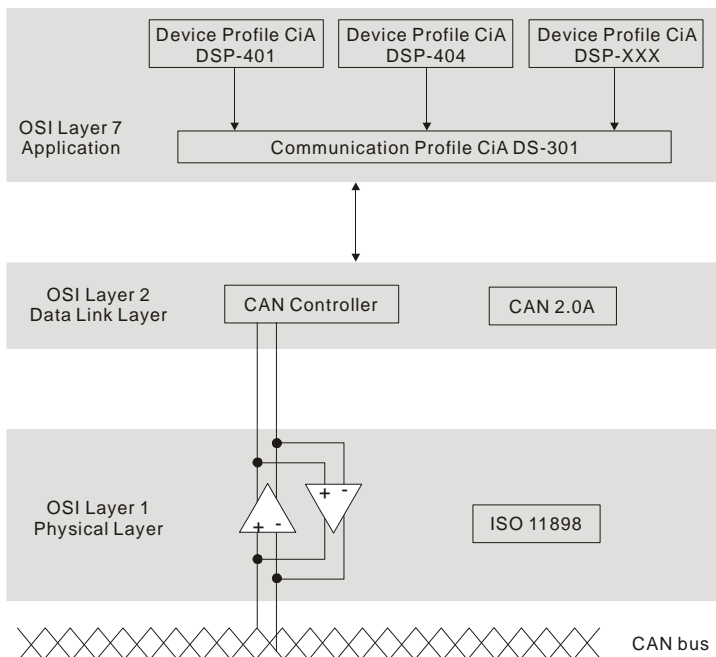 Device Profile CiA
DSP-401
Device Profile CiA
DSP-404
Device Profile CiA
DSP-XXX
OSI Layer 7
Application
Communication Profile CiA DS-301
OSI Layer 2
Data Link Layer
CAN Controller
CAN 2.0A
+ -
OSI Layer 1
Physical Layer
+ -
ISO 11898
CAN bus